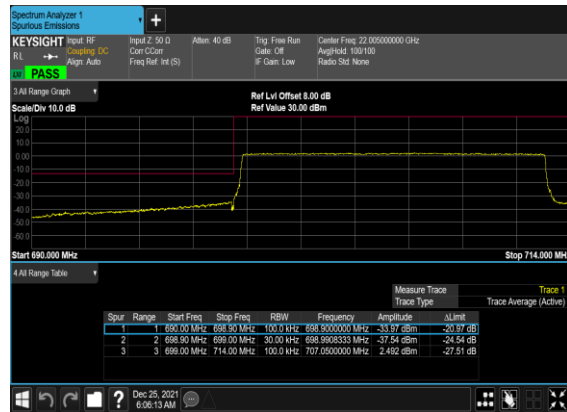 Spectrum Analyzer 1
Spurious Emissions
KEYSIGHT Input: RF Input Z: 50 Ω Atten: 40 dB Trig: Free Run Center Freq: 22.005000000 GHz
RL Coupling: DC Corr CCorr Gate: Off Avg|Hold: 100/100
Align: Auto Freq Ref: Int (S) IF Gain: Low Radio Std: None
LW PASS
3 All Range Graph
Ref Lvl Offset 8.00 dB
Scale/Div 10.0 dB Ref Value 30.00 dBm
Log
20.0
10.0
0.00
-10.0
-20.0
-30.0
-40.0
-50.0
-60.0
Start 690.000 MHz Stop 714.000 MHz
4 All Range Table
Measure Trace Trace 1
Trace Type Trace Average (Active)
Spur Range Start Freq Stop Freq RBW Frequency Amplitude ΔLimit
1 1 690.00 MHz 698.90 MHz 100.0 kHz 698.9000000 MHz -33.97 dBm -20.97 dB
2 2 698.90 MHz 699.00 MHz 30.00 kHz 698.9908333 MHz -37.54 dBm -24.54 dB
3 3 699.00 MHz 714.00 MHz 100.0 kHz 707.0500000 MHz 2.492 dBm -27.51 dB
Dec 25, 2021
6:06:13 AM